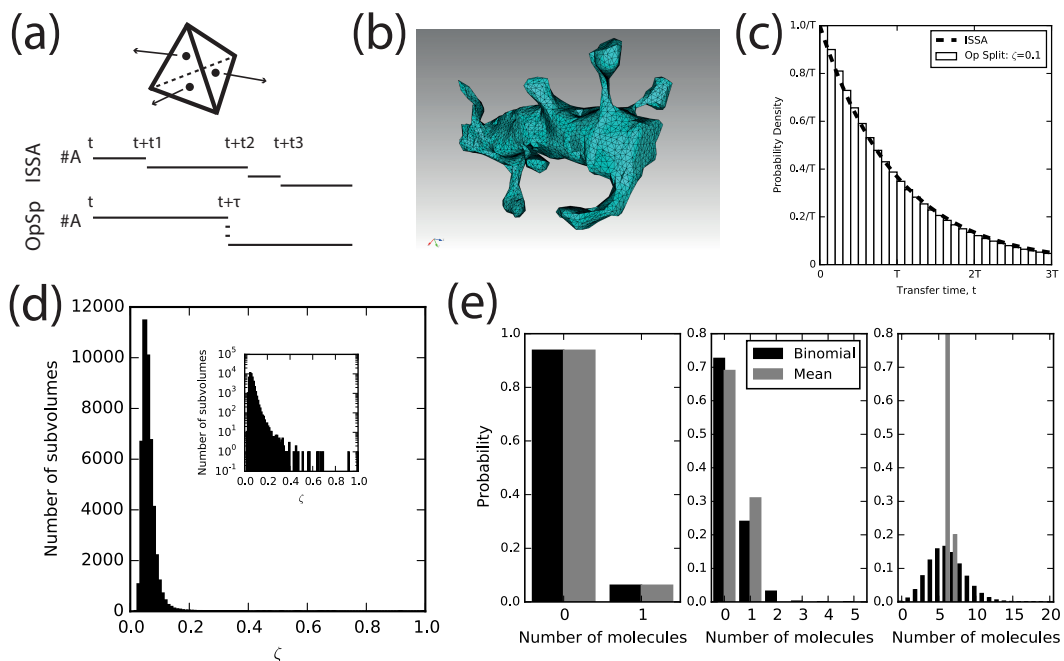 (a)
t t+t1 t+t2 t+t3
ISSA #A
t t+τ
OpSp #A
(b)
(c)
1.0/T
0.8/T
0.6/T
0.4/T
0.2/T
Probability Density
ISSA
Op Split: ζ=0.1
0 T 2T 3T
Transfer time, t
(d)
12000
10000
8000
6000
4000
2000
0
Number of subvolumes
0.0 0.2 0.4 0.6 0.8 1.0
ζ
10^5
10^4
10^3
10^2
10^1
10^0
10^-1
Number of subvolumes
0.0 0.2 0.4 0.6 0.8 1.0
ζ
(e)
Probability
1.0
0.8
0.6
0.4
0.2
0.0
0 1
Number of molecules
0.8
0.7
0.6
0.5
0.4
0.3
0.2
0.1
0.0
Binomial
Mean
0 1 2 3 4 5
Number of molecules
0.8
0.7
0.6
0.5
0.4
0.3
0.2
0.1
0.0
0 5 10 15 20
Number of molecules